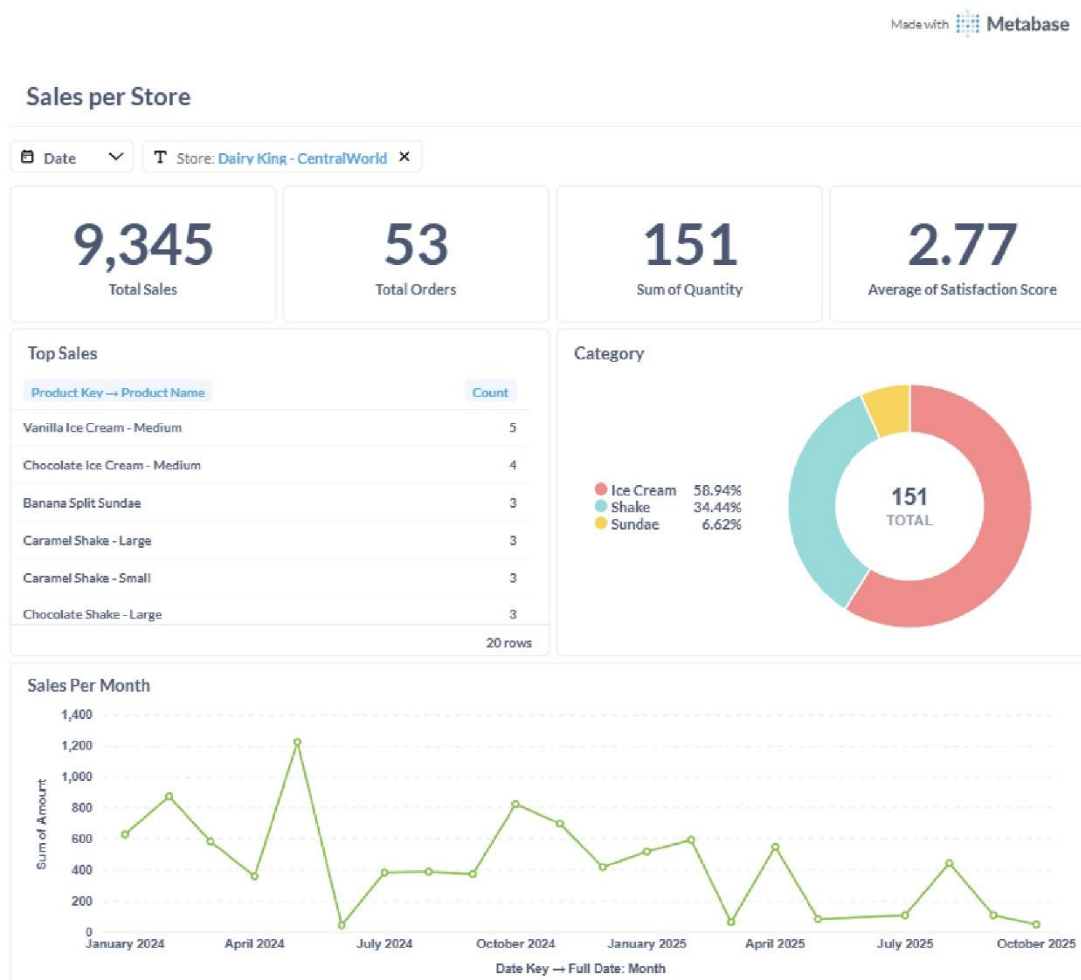 Made with Metabase
Sales per Store
Date
Store: Dairy King - CentralWorld
9,345
Total Sales
53
Total Orders
151
Sum of Quantity
2.77
Average of Satisfaction Score
Top Sales
Product Key → Product Name Count
Vanilla Ice Cream - Medium 5
Chocolate Ice Cream - Medium 4
Banana Split Sundae 3
Caramel Shake - Large 3
Caramel Shake - Small 3
Chocolate Shake - Large 3
20 rows
Category
Ice Cream 58.94%
Shake 34.44%
Sundae 6.62%
151
TOTAL
Sales Per Month
Sum of Amount
1,400
1,200
1,000
800
600
400
200
0
January 2024 April 2024 July 2024 October 2024 January 2025 April 2025 July 2025 October 2025
Date Key → Full Date: Month